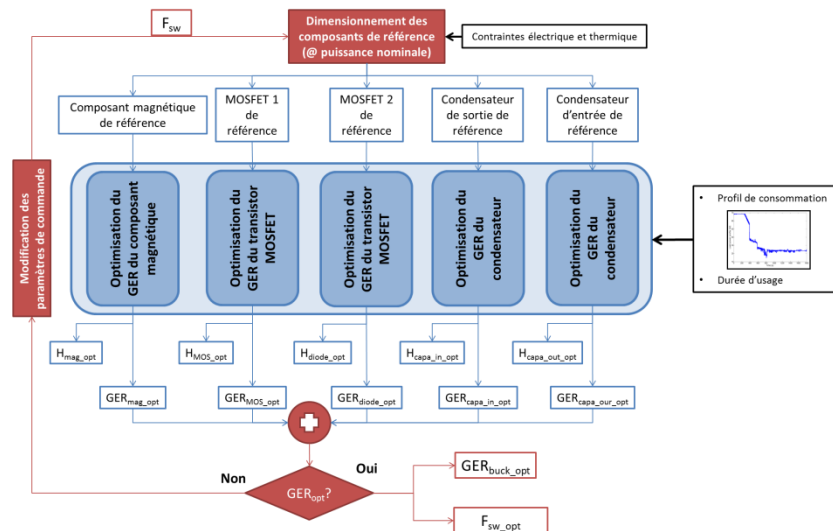 F_sw
Dimensionnement des
composants de référence
(@ puissance nominale)
Contraintes électrique et thermique
Composant magnétique
de référence
MOSFET 1
de
référence
MOSFET 2
de
référence
Condensateur
de sortie de
référence
Condensateur
d'entrée de
référence
Modification des
paramètres de commande
Optimisation du
GER du composant
magnétique
Optimisation du
GER du transistor
MOSFET
Optimisation du
GER du transistor
MOSFET
Optimisation du
GER du
condensateur
Optimisation du
GER du
condensateur
• Profil de consommation
• Durée d'usage
H_mag_opt
H_MOS_opt
H_diode_opt
H_capa_in_opt
H_capa_out_opt
GER_mag_opt
GER_MOS_opt
GER_diode_opt
GER_capa_in_opt
GER_capa_our_opt
Non
Oui
GER_opt?
GER_buck_opt
F_sw_opt